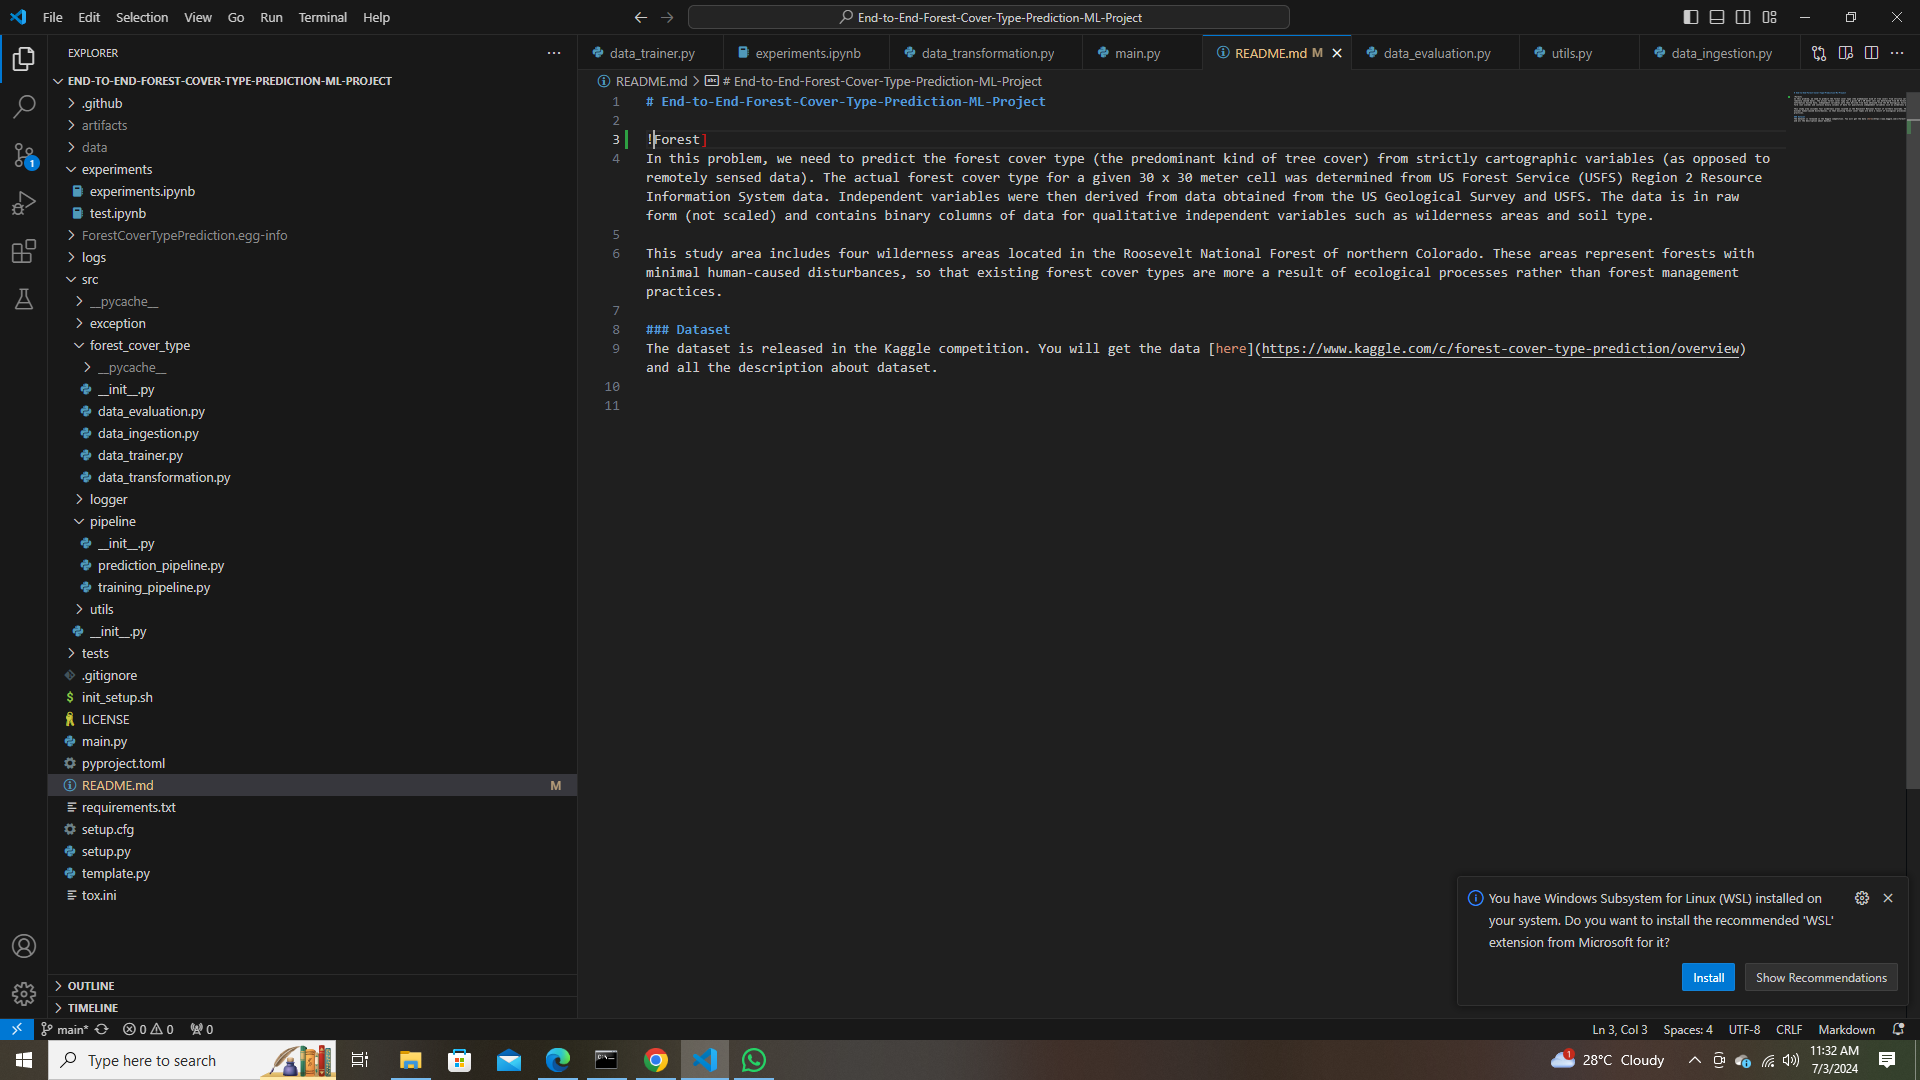 File Edit Selection View Go Run Terminal Help
End-to-End-Forest-Cover-Type-Prediction-ML-Project
EXPLORER
END-TO-END-FOREST-COVER-TYPE-PREDICTION-ML-PROJECT
.github
artifacts
data
experiments
experiments.ipynb
test.ipynb
ForestCoverTypePrediction.egg-info
logs
src
__pycache__
exception
forest_cover_type
__pycache__
__init__.py
data_evaluation.py
data_ingestion.py
data_trainer.py
data_transformation.py
logger
pipeline
__init__.py
prediction_pipeline.py
training_pipeline.py
utils
__init__.py
tests
.gitignore
$ init_setup.sh
LICENSE
main.py
pyproject.toml
README.md M
requirements.txt
setup.cfg
setup.py
template.py
tox.ini
OUTLINE
TIMELINE
1
data_trainer.py experiments.ipynb data_transformation.py main.py README.md M data_evaluation.py utils.py data_ingestion.py
README.md > # End-to-End-Forest-Cover-Type-Prediction-ML-Project
1 # End-to-End-Forest-Cover-Type-Prediction-ML-Project
2
3 !Forest]
4 In this problem, we need to predict the forest cover type (the predominant kind of tree cover) from strictly cartographic variables (as opposed to
remotely sensed data). The actual forest cover type for a given 30 x 30 meter cell was determined from US Forest Service (USFS) Region 2 Resource
Information System data. Independent variables were then derived from data obtained from the US Geological Survey and USFS. The data is in raw
form (not scaled) and contains binary columns of data for qualitative independent variables such as wilderness areas and soil type.
5
6 This study area includes four wilderness areas located in the Roosevelt National Forest of northern Colorado. These areas represent forests with
minimal human-caused disturbances, so that existing forest cover types are more a result of ecological processes rather than forest management
practices.
7
8 ### Dataset
9 The dataset is released in the Kaggle competition. You will get the data [here](https://www.kaggle.com/c/forest-cover-type-prediction/overview)
and all the description about dataset.
10
11
You have Windows Subsystem for Linux (WSL) installed on
your system. Do you want to install the recommended 'WSL'
extension from Microsoft for it?
Install Show Recommendations
main* 0 0 0 Ln 3, Col 3 Spaces: 4 UTF-8 CRLF Markdown
Type here to search 1 28°C Cloudy 11:32 AM
7/3/2024